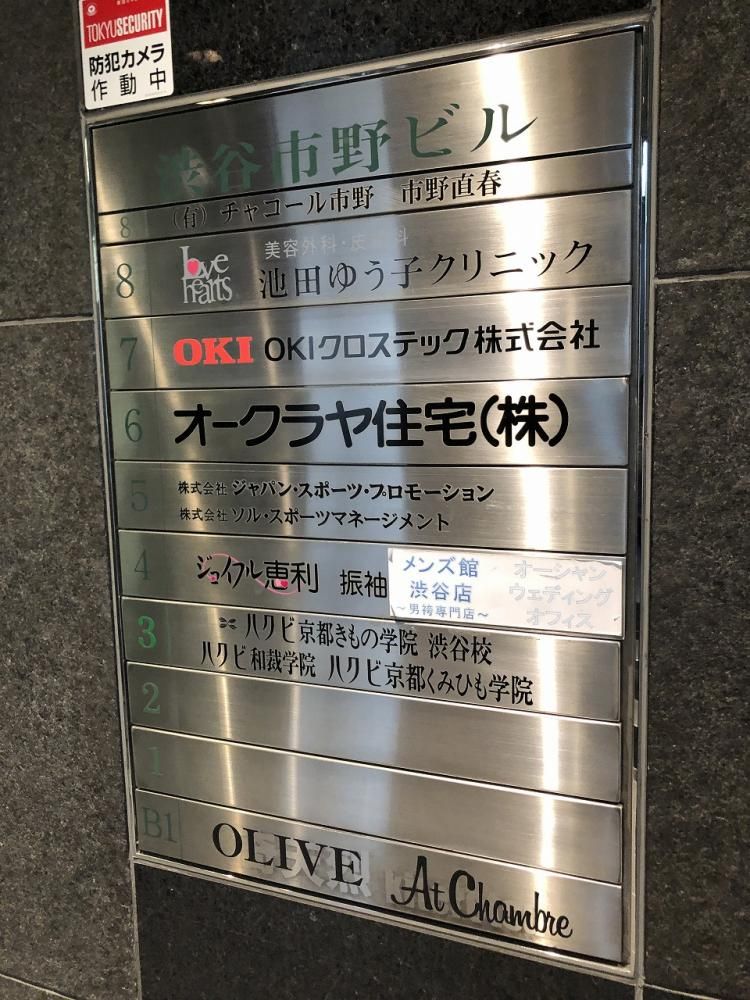 TOKYUSECURITY
防犯カメラ
作動中
渋谷市野ビル
8 (有)チャコール市野 市野直春
8 Love hearts 美容外科・皮膚科
池田ゆう子クリニック
7 OKI OKIクロステック株式会社
6 オークラヤ住宅(株)
5 株式会社 ジャパン・スポーツ・プロモーション
株式会社 ソル・スポーツマネージメント
4 ジョイフル恵利 振袖 メンズ館 オーシャン
渋谷店 ウェディング
~男袴専門店~ オフィス
3 ハクビ京都きもの学院 渋谷校
ハクビ和裁学院 ハクビ京都くみひも学院
2
1
B1 OLIVE At Chambre